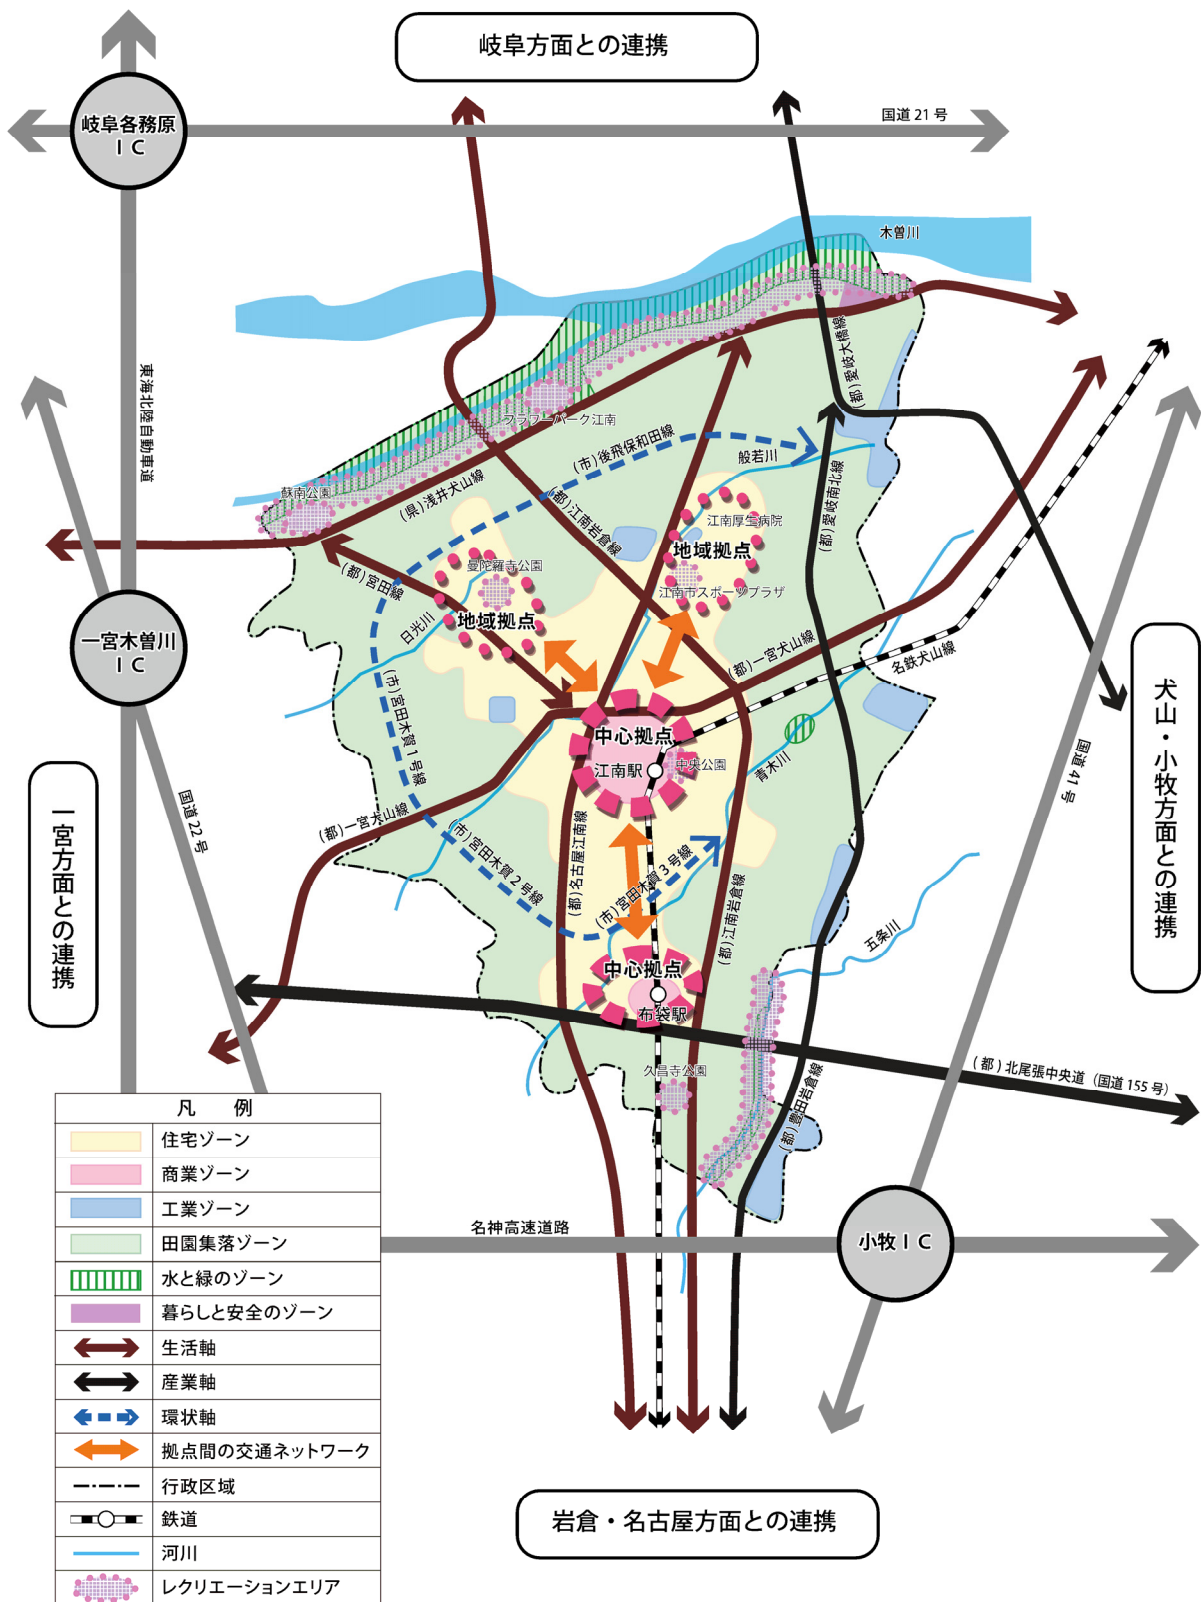 岐阜方面との連携
国道 21 号
岐阜各務原
ＩＣ
木曽川
東海北陸自動車道
(都)愛岐大橋線
フラワーパーク江南
(市)後飛保和田線
般若川
蘇南公園
(県)浅井犬山線
(都)江南岩倉線
(都)愛岐南北線
江南厚生病院
地域拠点
曼陀羅寺公園
(都)宮田線
江南市スポーツプラザ
地域拠点
日光川
一宮木曽川
ＩＣ
(都)一宮犬山線
名鉄犬山線
(市)宮田木賀１号線
中心拠点
江南駅
中央公園
青木川
犬山・小牧方面との連携
国道 41 号
一宮方面との連携
国道 22 号
(都)一宮犬山線
(市)宮田木賀２号線
(都)名古屋江南線
(市)宮田木賀３号線
(都)江南岩倉線
五条川
中心拠点
布袋駅
久昌寺公園
(都)北尾張中央道（国道 155 号）
(都)豊田岩倉線
名神高速道路
小牧ＩＣ
凡　例
住宅ゾーン
商業ゾーン
工業ゾーン
田園集落ゾーン
水と緑のゾーン
暮らしと安全のゾーン
生活軸
産業軸
環状軸
拠点間の交通ネットワーク
行政区域
鉄道
河川
レクリエーションエリア
岩倉・名古屋方面との連携